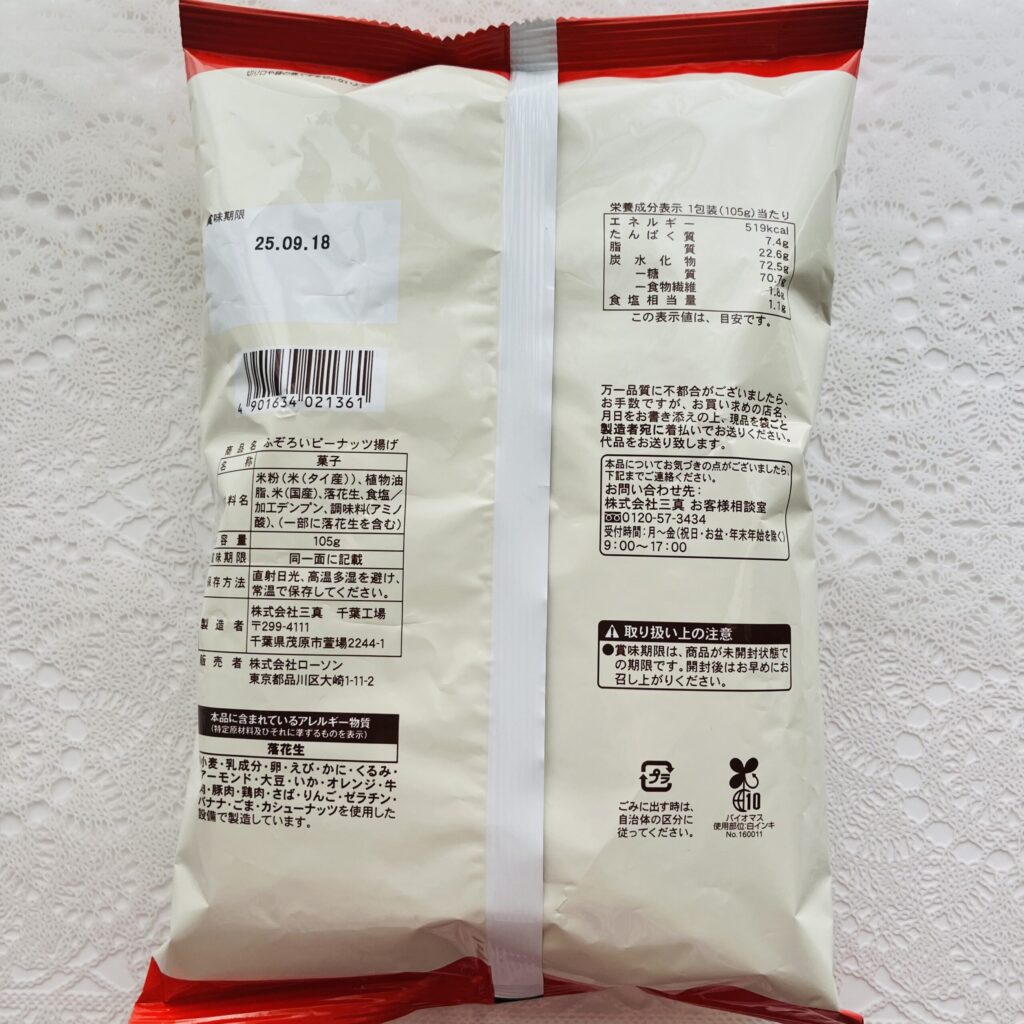 賞味期限
25.09.18
4 901634 021361
商品名 ふぞろいピーナッツ揚げ
名称 菓子
料名 米粉(米(タイ産))、植物油
脂、米(国産)、落花生、食塩/
加工デンプン、調味料(アミノ
酸)、(一部に落花生を含む)
容量 105g
賞味期限 同一面に記載
保存方法 直射日光、高温多湿を避け、
常温で保存してください。
製造者 株式会社三真 千葉工場
〒299-4111
千葉県茂原市萱場2244-1
販売者 株式会社ローソン
東京都品川区大崎1-11-2
本品に含まれているアレルギー物質
(特定原材料及びそれに準ずるものを表示)
落花生
小麦・乳成分・卵・えび・かに・くるみ・
アーモンド・大豆・いか・オレンジ・牛
肉・豚肉・鶏肉・さば・りんご・ゼラチン・
バナナ・ごま・カシューナッツを使用した
設備で製造しています。
栄養成分表示 1包装(105g)当たり
エネルギー 519kcal
たんぱく質 7.4g
脂質 22.6g
炭水化物 72.5g
ー糖質 70.7g
ー食物繊維 1.8g
食塩相当量 1.1g
この表示値は、目安です。
万一品質に不都合がございましたら、
お手数ですが、お買い求めの店名、
月日をお書き添えの上、現品を袋ごと
製造者宛に着払いでお送りください。
代品をお送り致します。
本品についてお気づきの点がございましたら、
下記までご連絡ください。
お問い合わせ先:
株式会社三真 お客様相談室
0120-57-3434
受付時間:月~金(祝日・お盆・年末年始を除く)
9:00~17:00
取り扱い上の注意
●賞味期限は、商品が未開封状態で
の期限です。開封後はお早めにお
召し上がりください。
プラ
ごみに出す時は、
自治体の区分に
従ってください。
10
バイオマス
使用部位:白インキ
No.160011